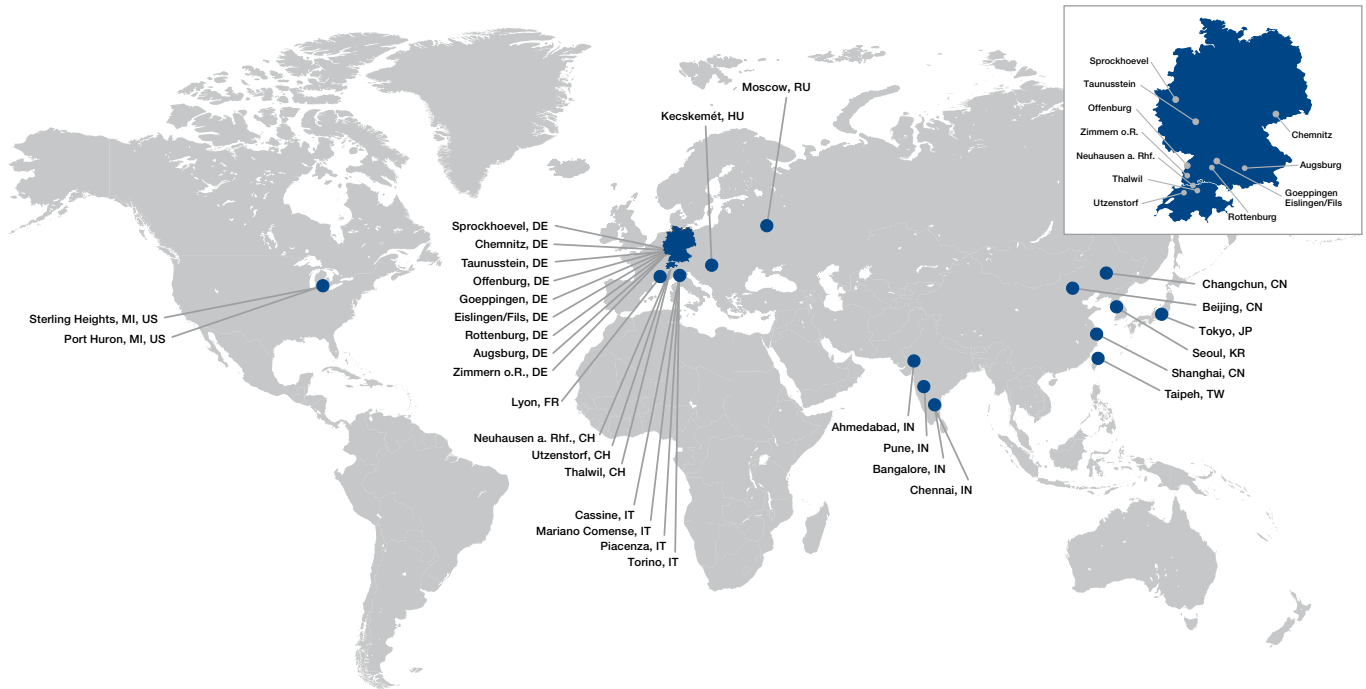 Moscow, RU
Kecskemét, HU
Sprockhoevel, DE
Chemnitz, DE
Taunusstein, DE
Offenburg, DE
Goeppingen, DE
Eislingen/Fils, DE
Rottenburg, DE
Augsburg, DE
Zimmern o.R., DE
Lyon, FR
Neuhausen a. Rhf., CH
Utzenstorf, CH
Thalwil, CH
Cassine, IT
Mariano Comense, IT
Piacenza, IT
Torino, IT
Sterling Heights, MI, US
Port Huron, MI, US
Ahmedabad, IN
Pune, IN
Bangalore, IN
Chennai, IN
Changchun, CN
Beijing, CN
Tokyo, JP
Seoul, KR
Shanghai, CN
Taipeh, TW
Sprockhoevel
Taunusstein
Offenburg
Zimmern o.R.
Neuhausen a. Rhf.
Thalwil
Utzenstorf
Chemnitz
Augsburg
Goeppingen
Eislingen/Fils
Rottenburg